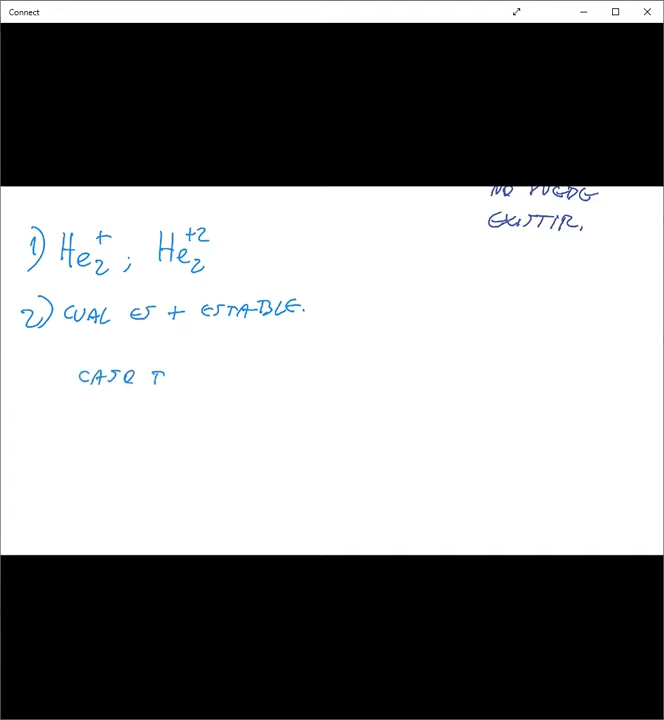 Connect
NO PUEDE
EXISTIR.
1) He₂⁺ ; He₂⁺²
2) CUAL ES + ESTABLE.
CASO I